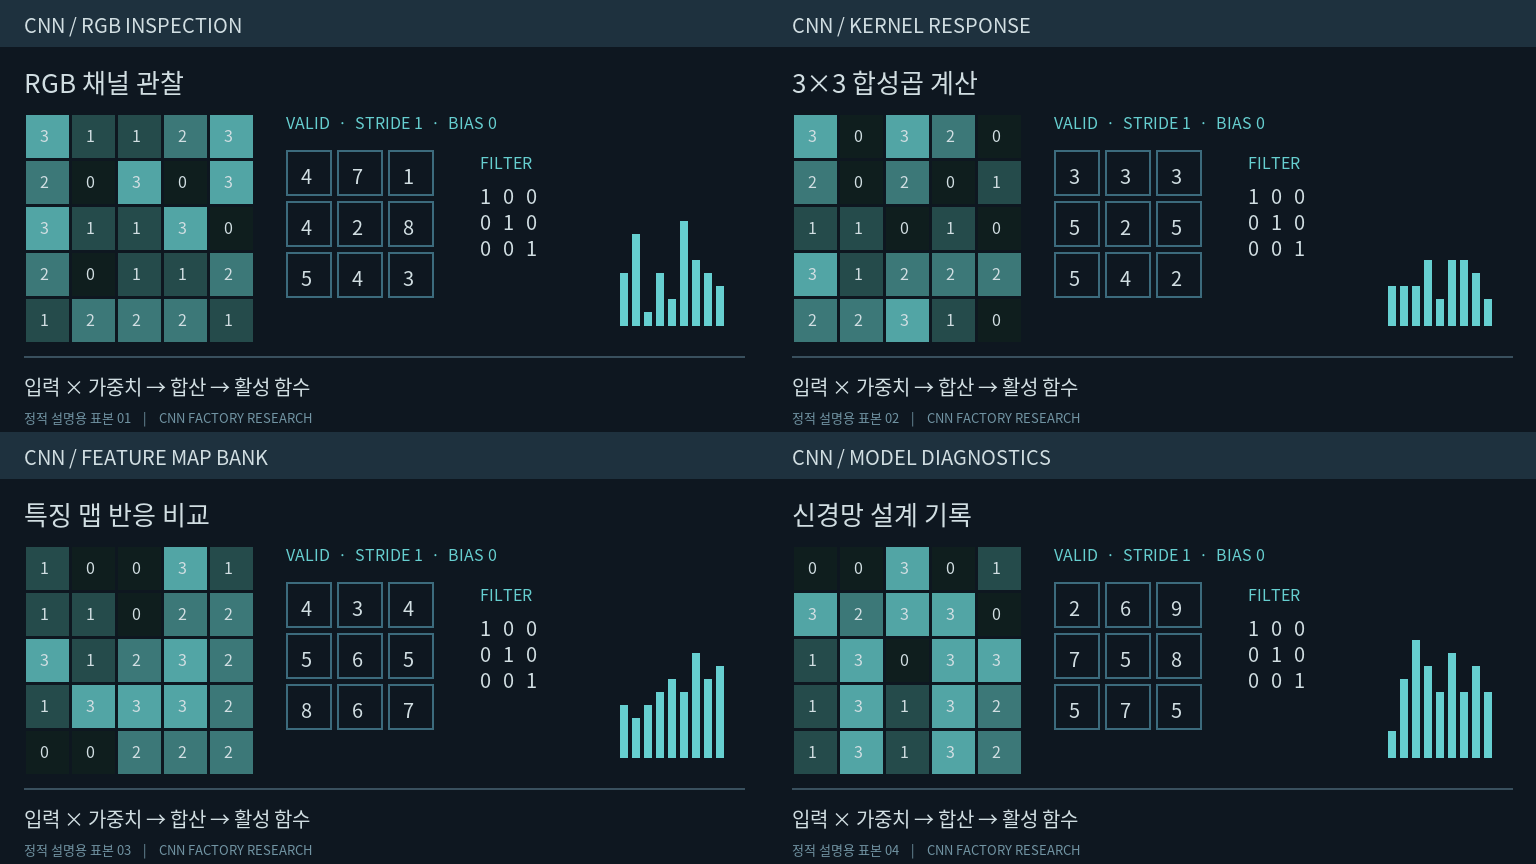 CNN / RGB INSPECTION
RGB 채널 관찰
VALID · STRIDE 1 · BIAS 0
3 1 1 2 3
2 0 3 0 3
3 1 1 3 0
2 0 1 1 2
1 2 2 2 1
4 7 1
4 2 8
5 4 3
FILTER
1 0 0
0 1 0
0 0 1
입력 × 가중치 → 합산 → 활성 함수
정적 설명용 표본 01 | CNN FACTORY RESEARCH
CNN / KERNEL RESPONSE
3×3 합성곱 계산
VALID · STRIDE 1 · BIAS 0
3 0 3 2 0
2 0 2 0 1
1 1 0 1 0
3 1 2 2 2
2 2 3 1 0
3 3 3
5 2 5
5 4 2
FILTER
1 0 0
0 1 0
0 0 1
입력 × 가중치 → 합산 → 활성 함수
정적 설명용 표본 02 | CNN FACTORY RESEARCH
CNN / FEATURE MAP BANK
특징 맵 반응 비교
VALID · STRIDE 1 · BIAS 0
1 0 0 3 1
1 1 0 2 2
3 1 2 3 2
1 3 3 3 2
0 0 2 2 2
4 3 4
5 6 5
8 6 7
FILTER
1 0 0
0 1 0
0 0 1
입력 × 가중치 → 합산 → 활성 함수
정적 설명용 표본 03 | CNN FACTORY RESEARCH
CNN / MODEL DIAGNOSTICS
신경망 설계 기록
VALID · STRIDE 1 · BIAS 0
0 0 3 0 1
3 2 3 3 0
1 3 0 3 3
1 3 1 3 2
1 3 1 3 2
2 6 9
7 5 8
5 7 5
FILTER
1 0 0
0 1 0
0 0 1
입력 × 가중치 → 합산 → 활성 함수
정적 설명용 표본 04 | CNN FACTORY RESEARCH